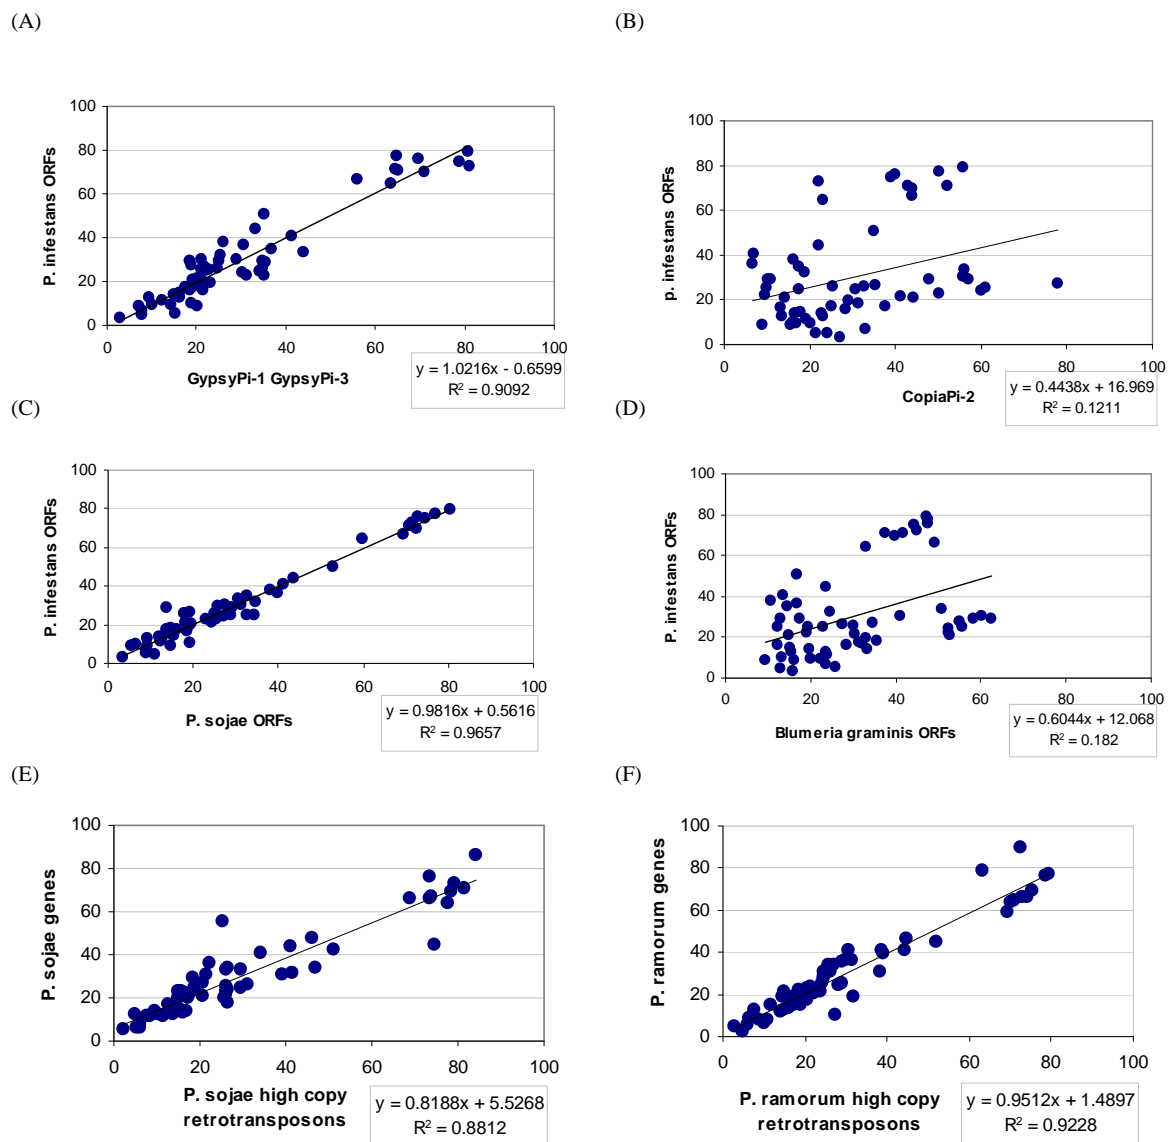 (A)
P. infestans ORFs
100
80
60
40
20
0
0 20 40 60 80 100
GypsyPi-1 GypsyPi-3
y = 1.0216x - 0.6599
R² = 0.9092
(B)
p. infestans ORFs
100
80
60
40
20
0
0 20 40 60 80 100
CopiaPi-2
y = 0.4438x + 16.969
R² = 0.1211
(C)
P. infestans ORFs
100
80
60
40
20
0
0 20 40 60 80 100
P. sojae ORFs
y = 0.9816x + 0.5616
R² = 0.9657
(D)
P. infestans ORFs
100
80
60
40
20
0
0 20 40 60 80 100
Blumeria graminis ORFs
y = 0.6044x + 12.068
R² = 0.182
(E)
P. sojae genes
100
80
60
40
20
0
0 20 40 60 80 100
P. sojae high copy
retrotransposons
y = 0.8188x + 5.5268
R² = 0.8812
(F)
P. ramorum genes
100
80
60
40
20
0
0 20 40 60 80 100
P. ramorum high copy
retrotransposons
y = 0.9512x + 1.4897
R² = 0.9228